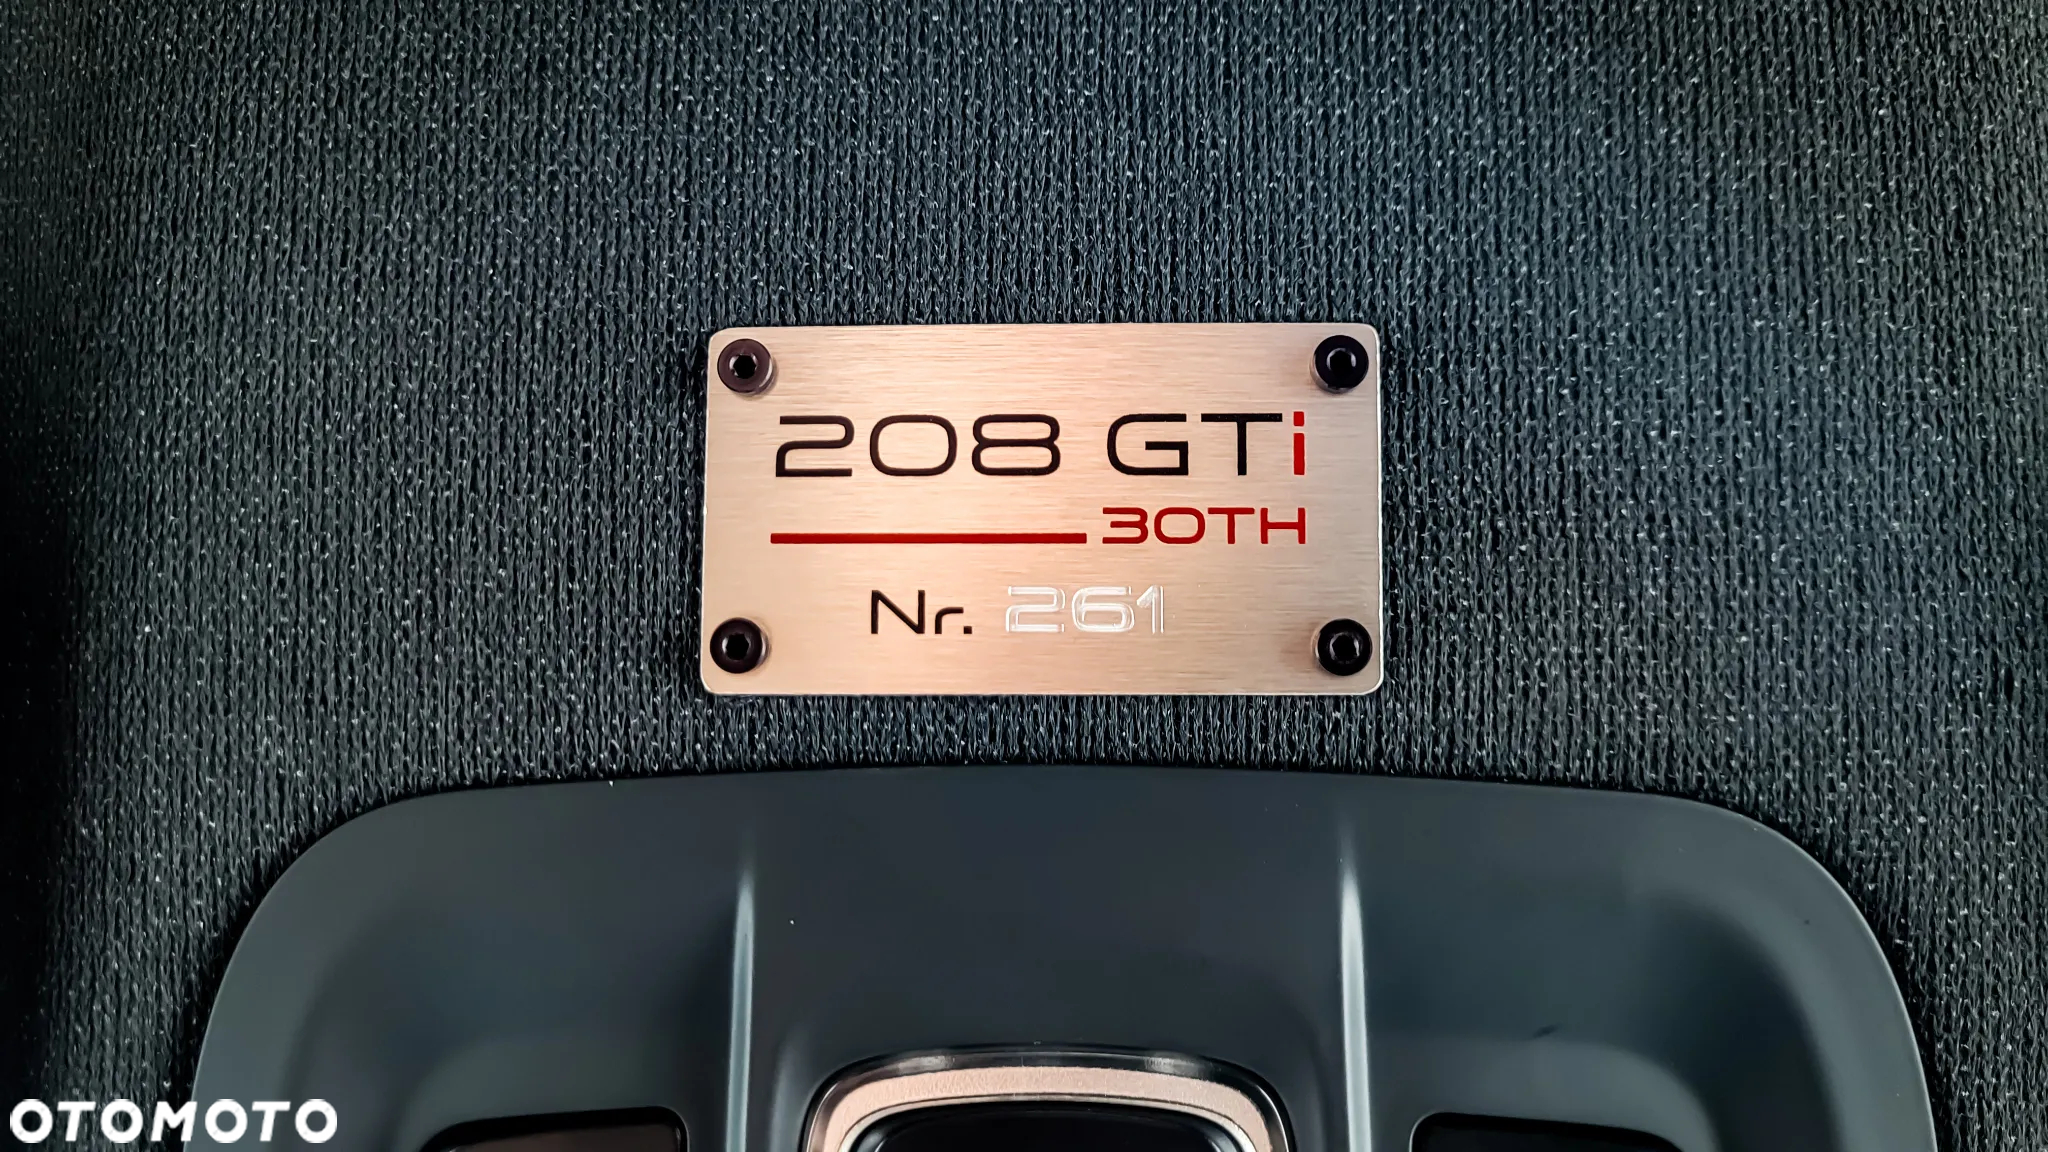 208 GTi
30TH
Nr. 261
OTOMOTO